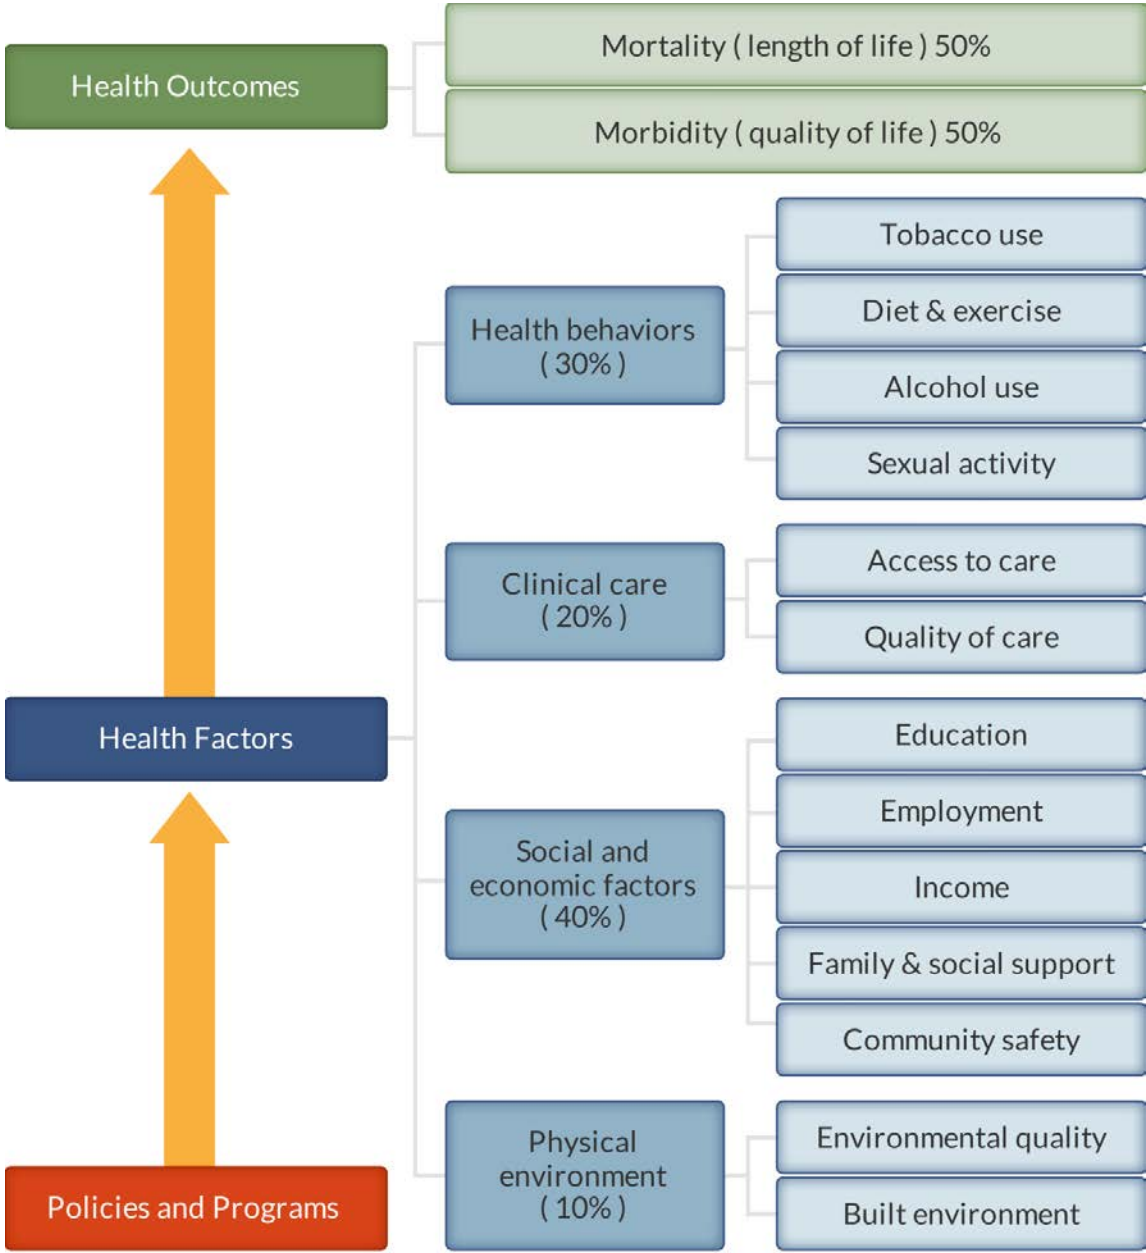 Health Outcomes
Mortality ( length of life ) 50%
Morbidity ( quality of life ) 50%
Health Factors
Health behaviors
( 30% )
Tobacco use
Diet & exercise
Alcohol use
Sexual activity
Clinical care
( 20% )
Access to care
Quality of care
Social and
economic factors
( 40% )
Education
Employment
Income
Family & social support
Community safety
Physical
environment
( 10% )
Environmental quality
Built environment
Policies and Programs